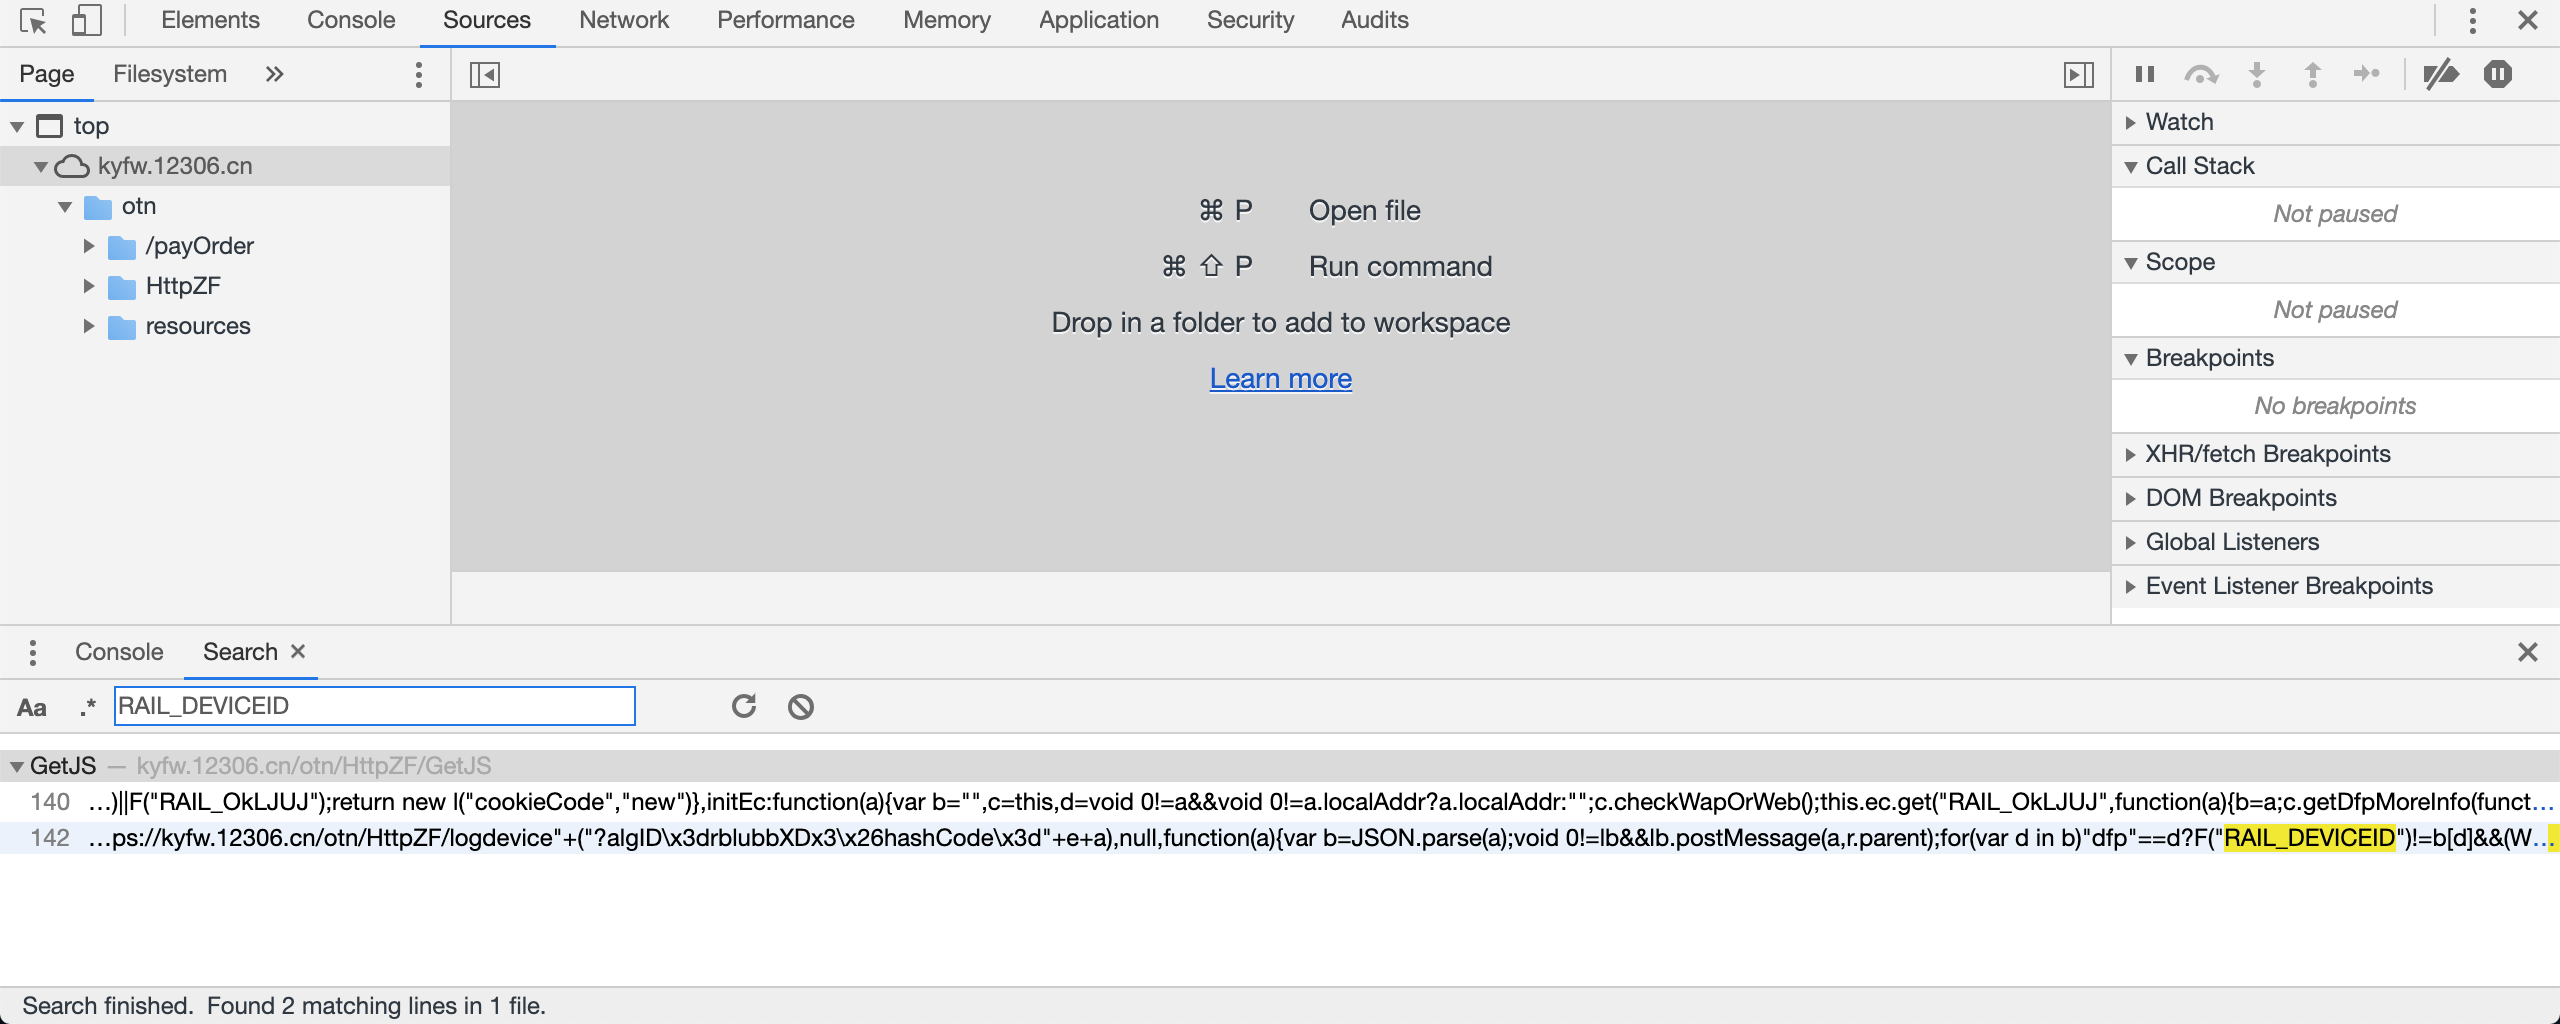 Elements Console Sources Network Performance Memory Application Security Audits
Page Filesystem »
top
kyfw.12306.cn
otn
/payOrder
HttpZF
resources
⌘ P Open file
⌘ ⇧ P Run command
Drop in a folder to add to workspace
Learn more
Watch
Call Stack
Not paused
Scope
Not paused
Breakpoints
No breakpoints
XHR/fetch Breakpoints
DOM Breakpoints
Global Listeners
Event Listener Breakpoints
Console Search ×
Aa .* RAIL_DEVICEID
GetJS — kyfw.12306.cn/otn/HttpZF/GetJS
140 …)||F("RAIL_OkLJUJ");return new l("cookieCode","new")},initEc:function(a){var b="",c=this,d=void 0!=a&&void 0!=a.localAddr?a.localAddr:"";c.checkWapOrWeb();this.ec.get("RAIL_OkLJUJ",function(a){b=a;c.getDfpMoreInfo(funct…
142 …ps://kyfw.12306.cn/otn/HttpZF/logdevice"+("?algID\x3drblubbXDx3\x26hashCode\x3d"+e+a),null,function(a){var b=JSON.parse(a);void 0!=lb&&lb.postMessage(a,r.parent);for(var d in b)"dfp"==d?F("RAIL_DEVICEID")!=b[d]&&(W…
Search finished. Found 2 matching lines in 1 file.